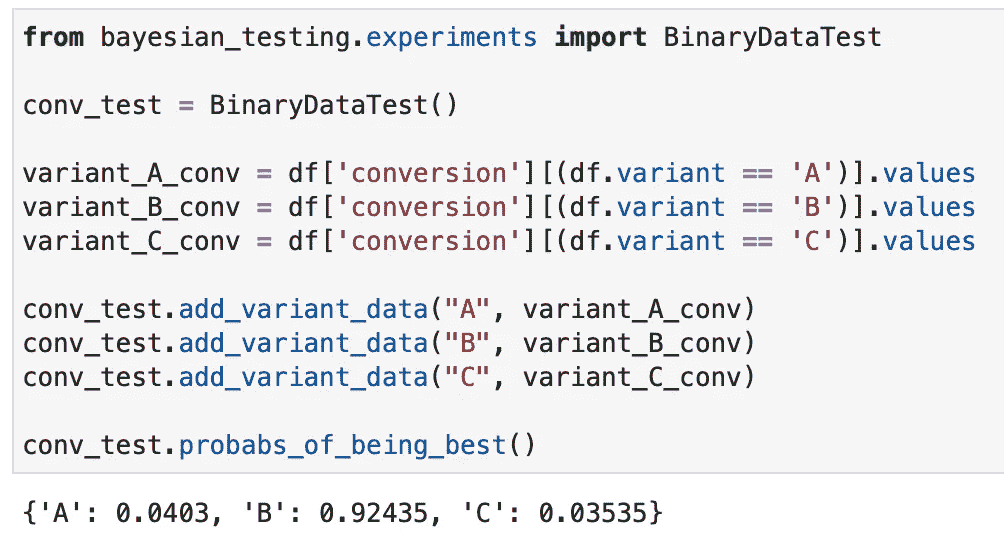 from bayesian_testing.experiments import BinaryDataTest
conv_test = BinaryDataTest()
variant_A_conv = df['conversion'][(df.variant == 'A')].values
variant_B_conv = df['conversion'][(df.variant == 'B')].values
variant_C_conv = df['conversion'][(df.variant == 'C')].values
conv_test.add_variant_data("A", variant_A_conv)
conv_test.add_variant_data("B", variant_B_conv)
conv_test.add_variant_data("C", variant_C_conv)
conv_test.probabs_of_being_best()
{'A': 0.0403, 'B': 0.92435, 'C': 0.03535}